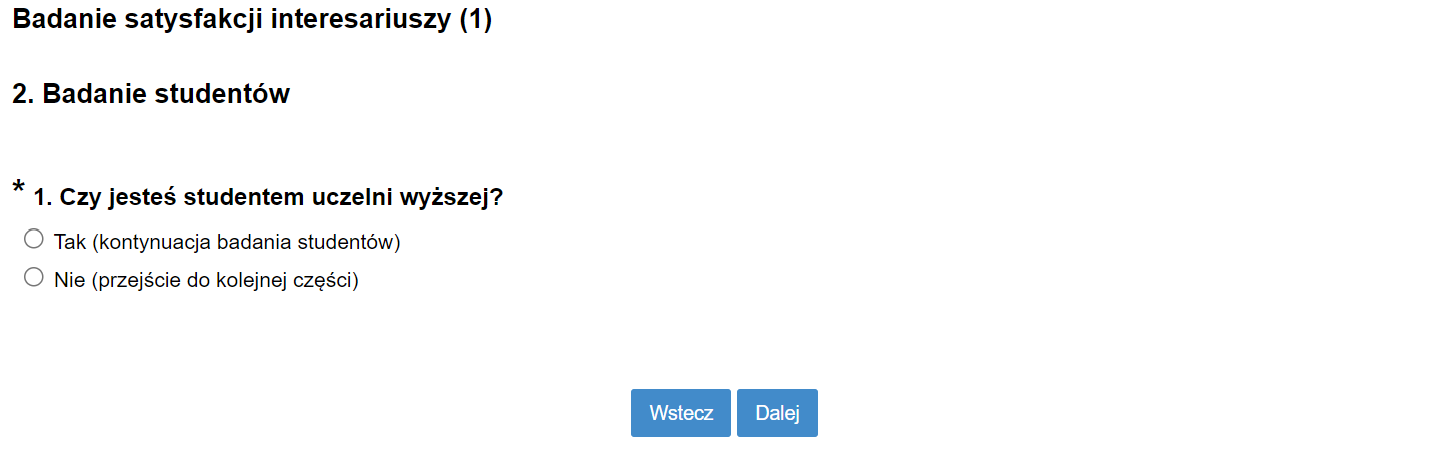 Badanie satysfakcji interesariuszy (1)
2. Badanie studentów
* 1. Czy jesteś studentem uczelni wyższej?
Tak (kontynuacja badania studentów)
Nie (przejście do kolejnej części)
Wstecz Dalej